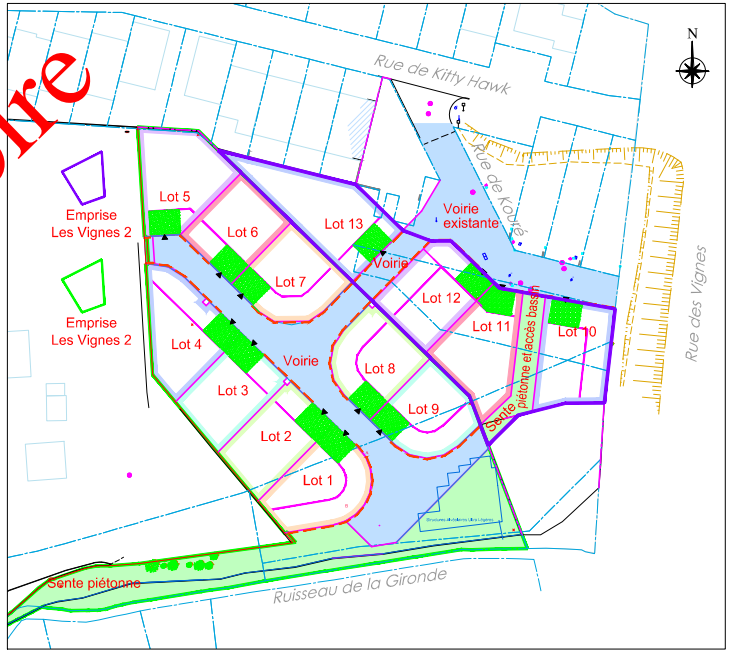 Rue de Kitty Hawk
N
oire
Rue de Kouré
Emprise
Les Vignes 2
Lot 5
Lot 6
Lot 13
Voirie
existante
Lot 7
Voirie
Lot 12
Rue des Vignes
Emprise
Les Vignes 2
Lot 4
Voirie
Lot 11
Lot 10
Lot 3
Lot 8
Sente
piétonne et accès bassin
Lot 2
Lot 9
Lot 1
Sente piétonne
Ruisseau de la Gironde